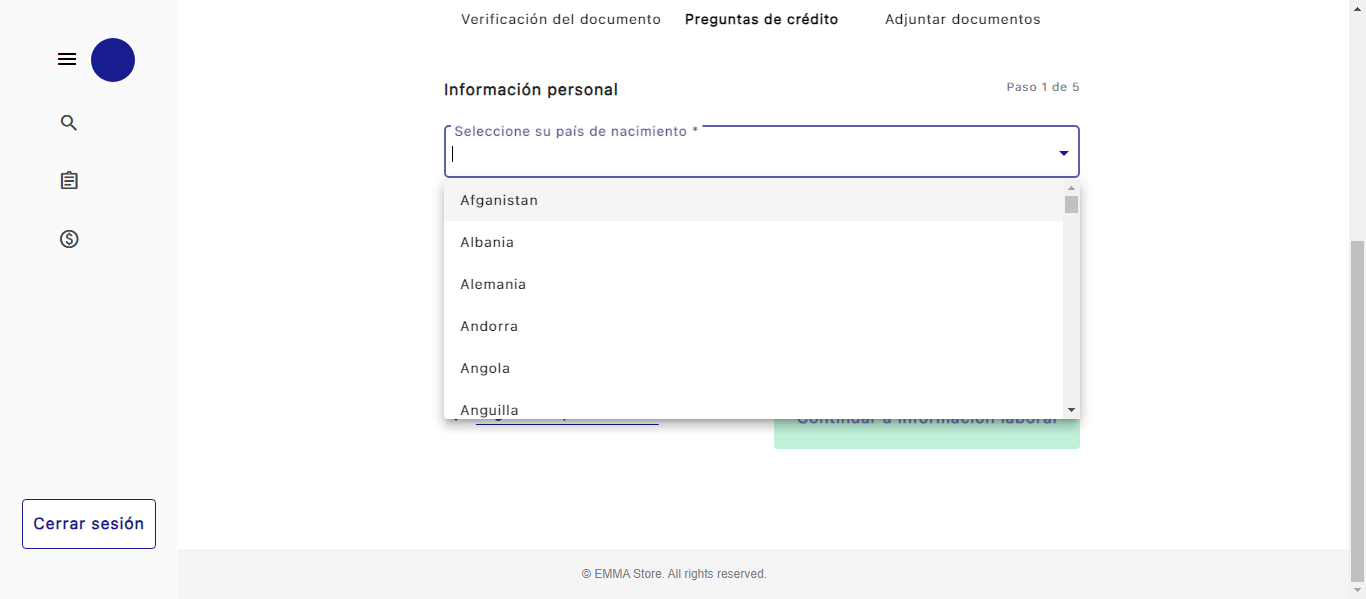 Verificación del documento Preguntas de crédito Adjuntar documentos
Información personal Paso 1 de 5
Seleccione su país de nacimiento *
Afganistan
Albania
Alemania
Andorra
Angola
Anguilla
Continuar a información laboral
Cerrar sesión
© EMMA Store. All rights reserved.